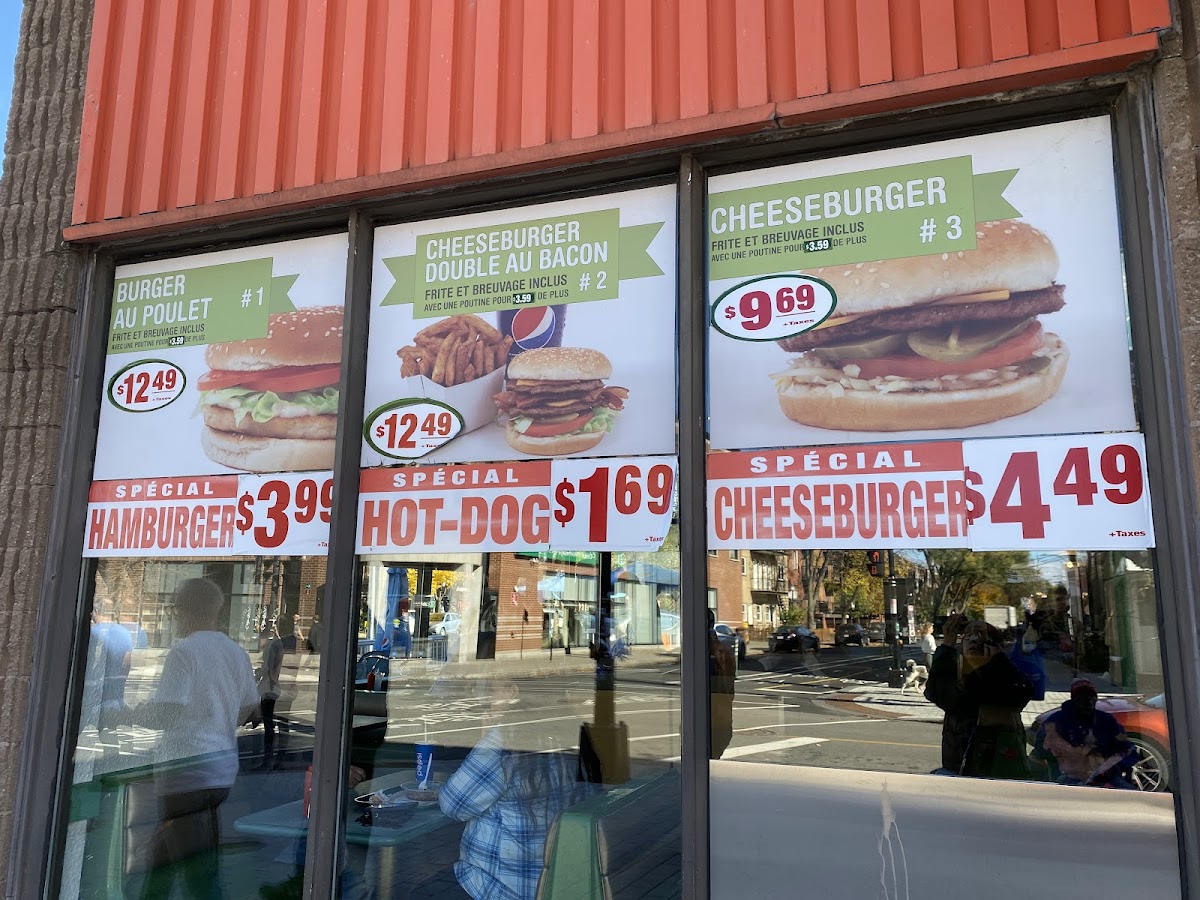 BURGER
AU POULET #1
FRITE ET BREUVAGE INCLUS
AVEC UNE POUTINE POUR $3.59 DE PLUS
$12.49
+Taxes
SPÉCIAL
HAMBURGER $3.99
+Taxes
CHEESEBURGER
DOUBLE AU BACON
FRITE ET BREUVAGE INCLUS # 2
AVEC UNE POUTINE POUR $3.59 DE PLUS
$12.49
+Taxes
SPÉCIAL
HOT-DOG $1.69
+Taxes
CHEESEBURGER
FRITE ET BREUVAGE INCLUS # 3
AVEC UNE POUTINE POUR $3.59 DE PLUS
$9.69
+Taxes
SPÉCIAL
CHEESEBURGER $4.49
+Taxes
pepsi